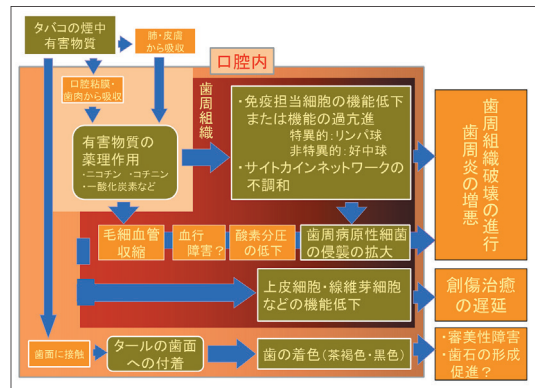 タバコの煙中
有害物質
肺・皮膚
から吸収
口腔内
口腔粘膜・
歯肉から吸収
歯周組織
有害物質の
薬理作用
・ニコチン ・コチニン
・一酸化炭素など
・免疫担当細胞の機能低下
または機能の過亢進
特異的:リンパ球
非特異的:好中球
・サイトカインネットワークの
不調和
歯周組織破壊の進行
歯周炎の増悪
毛細血管
収縮
血行
障害?
酸素分圧
の低下
歯周病原性細菌
の侵襲の拡大
上皮細胞・線維芽細胞
などの機能低下
創傷治癒
の遅延
歯面に接触
タールの歯面
への付着
歯の着色(茶褐色・黒色)
・審美性障害
・歯石の形成
促進?